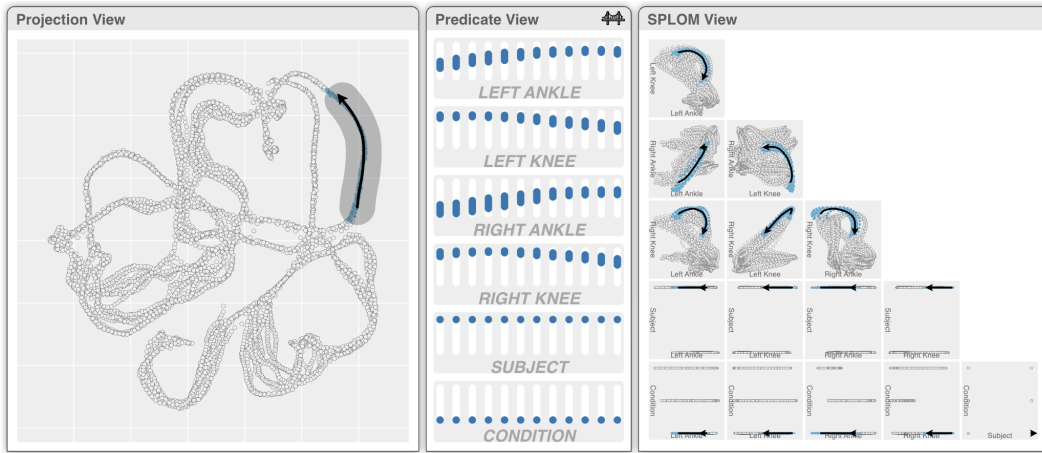 Projection View
Predicate View
LEFT ANKLE
LEFT KNEE
RIGHT ANKLE
RIGHT KNEE
SUBJECT
CONDITION
SPLOM View
Left Knee
Left Ankle
Right Ankle
Left Ankle
Right Ankle
Left Knee
Right Knee
Left Ankle
Right Knee
Left Knee
Right Knee
Right Ankle
Subject
Left Ankle
Subject
Left Knee
Subject
Right Ankle
Subject
Right Knee
Condition
Left Ankle
Condition
Left Knee
Condition
Right Ankle
Condition
Right Knee
Condition
Subject